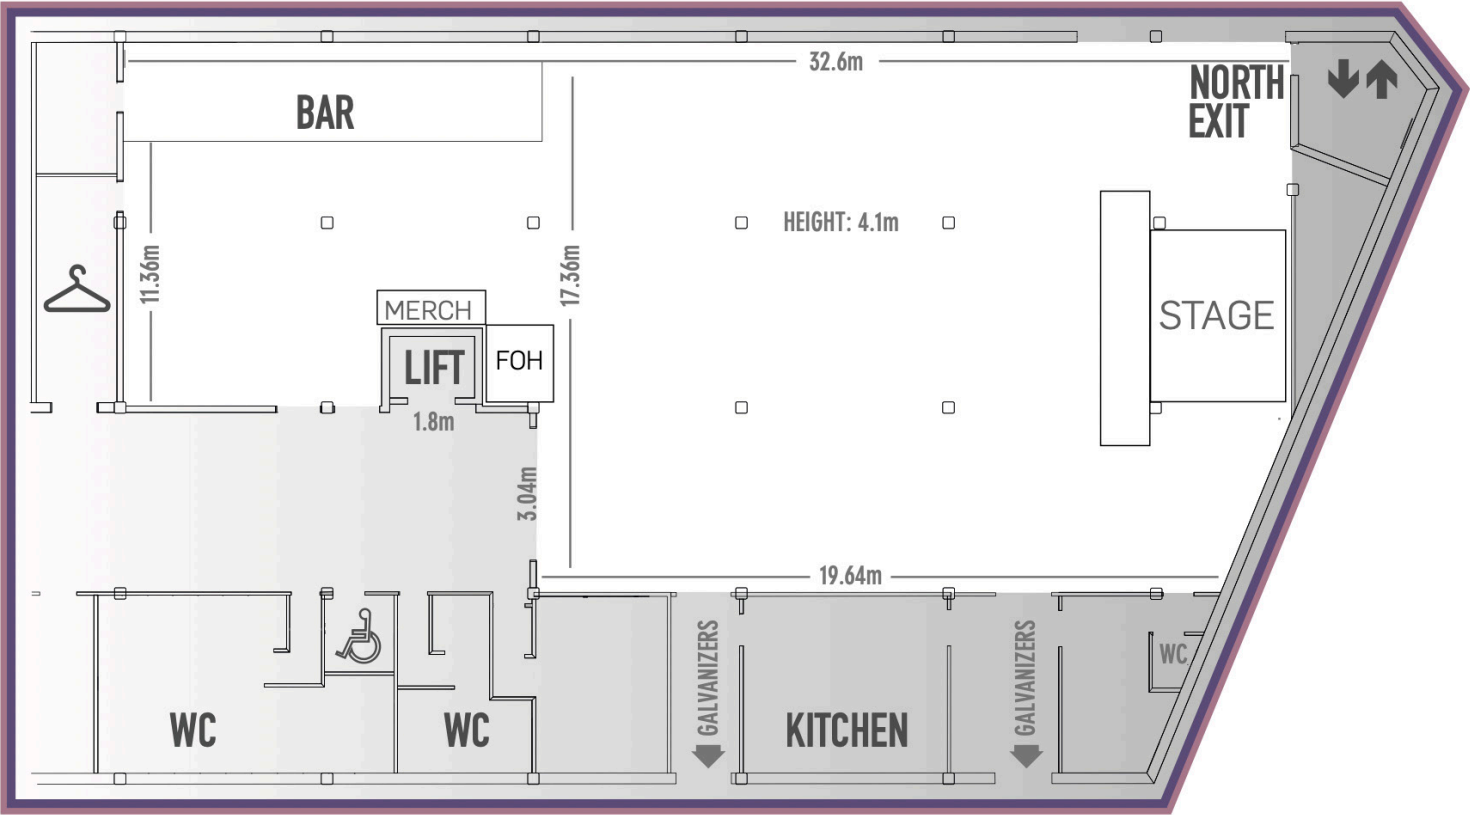 32.6m
BAR
NORTH
EXIT
HEIGHT: 4.1m
11.36m
17.36m
MERCH
STAGE
LIFT
FOH
1.8m
3.04m
19.64m
GALVANIZERS
GALVANIZERS
WC
WC
WC
KITCHEN